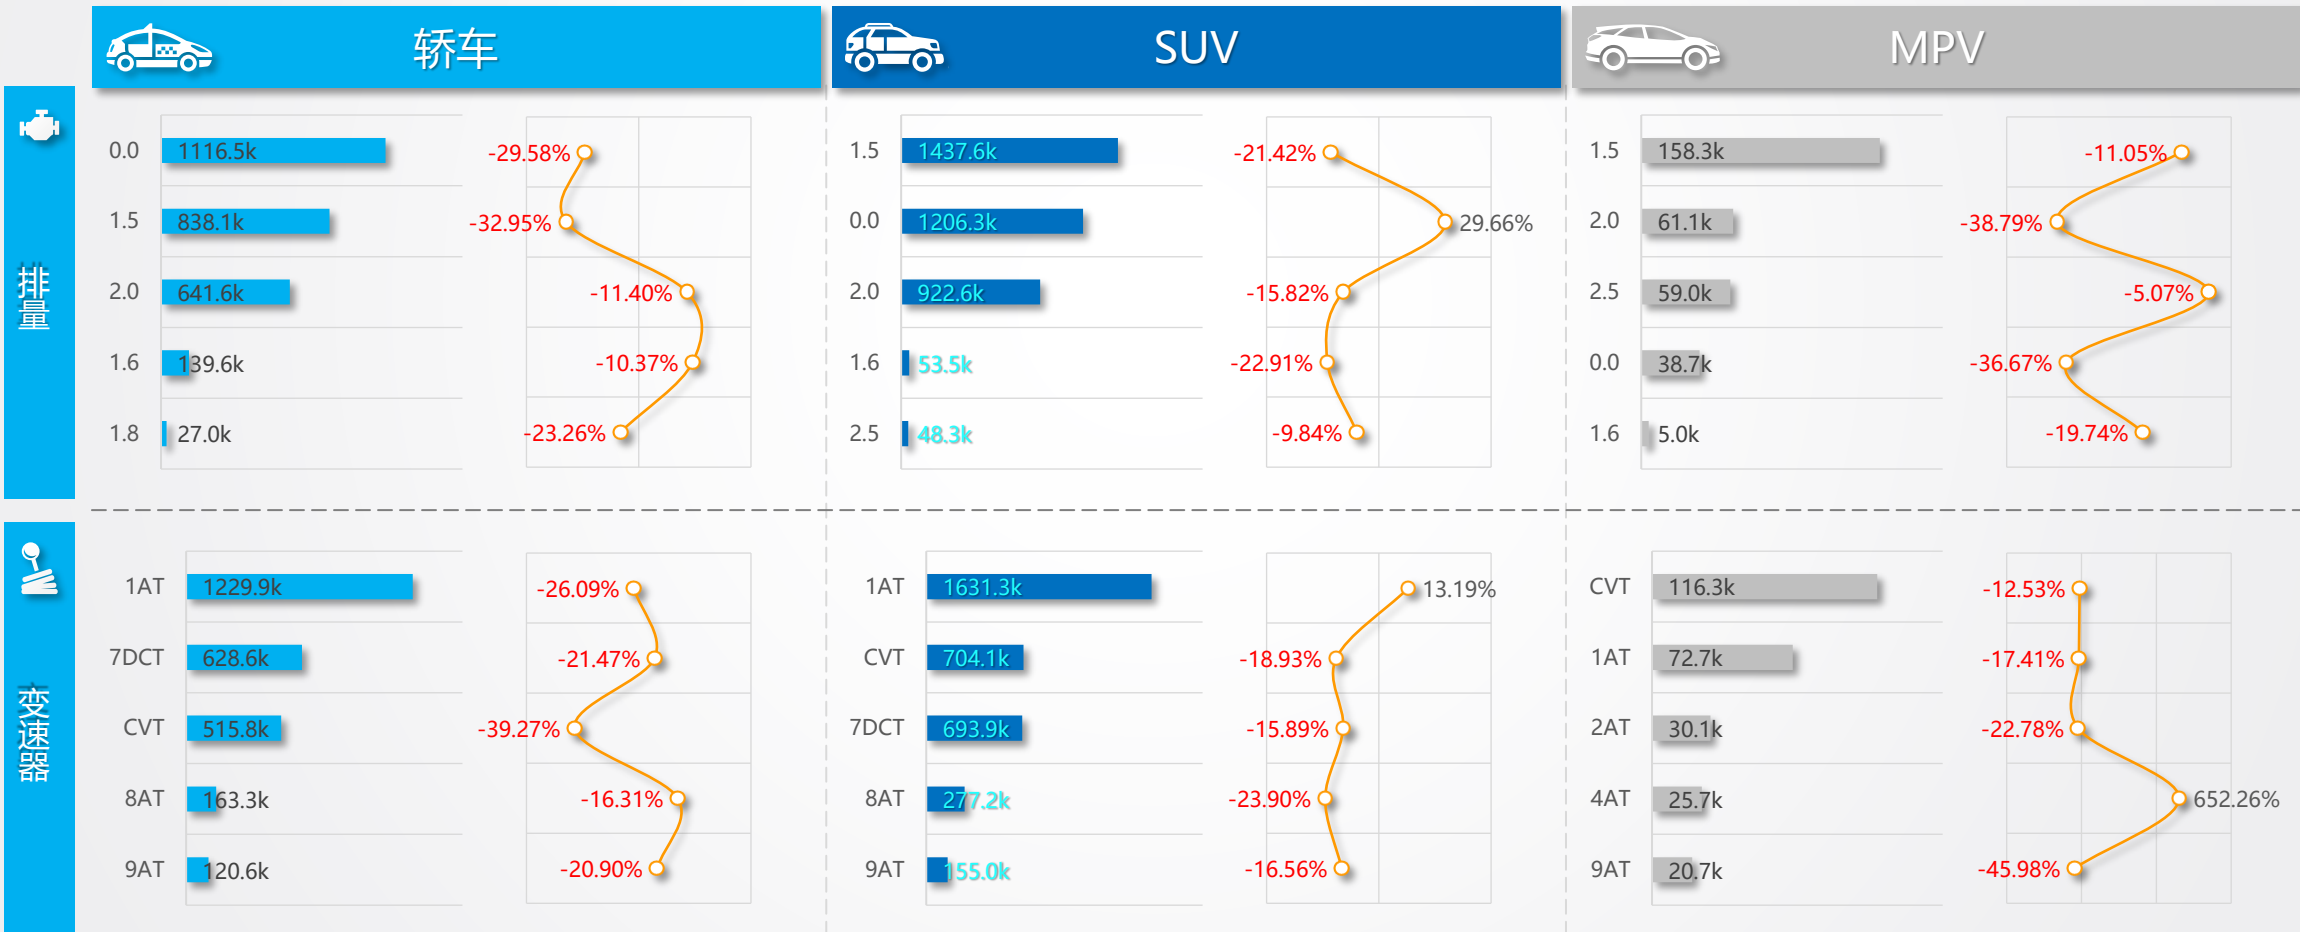 轿车
SUV
MPV
排量
0.0 1116.5k -29.58%
1.5 838.1k -32.95%
2.0 641.6k -11.40%
1.6 139.6k -10.37%
1.8 27.0k -23.26%
1.5 1437.6k -21.42%
0.0 1206.3k 29.66%
2.0 922.6k -15.82%
1.6 53.5k -22.91%
2.5 48.3k -9.84%
1.5 158.3k -11.05%
2.0 61.1k -38.79%
2.5 59.0k -5.07%
0.0 38.7k -36.67%
1.6 5.0k -19.74%
变速器
1AT 1229.9k -26.09%
7DCT 628.6k -21.47%
CVT 515.8k -39.27%
8AT 163.3k -16.31%
9AT 120.6k -20.90%
1AT 1631.3k 13.19%
CVT 704.1k -18.93%
7DCT 693.9k -15.89%
8AT 277.2k -23.90%
9AT 155.0k -16.56%
CVT 116.3k -12.53%
1AT 72.7k -17.41%
2AT 30.1k -22.78%
4AT 25.7k 652.26%
9AT 20.7k -45.98%